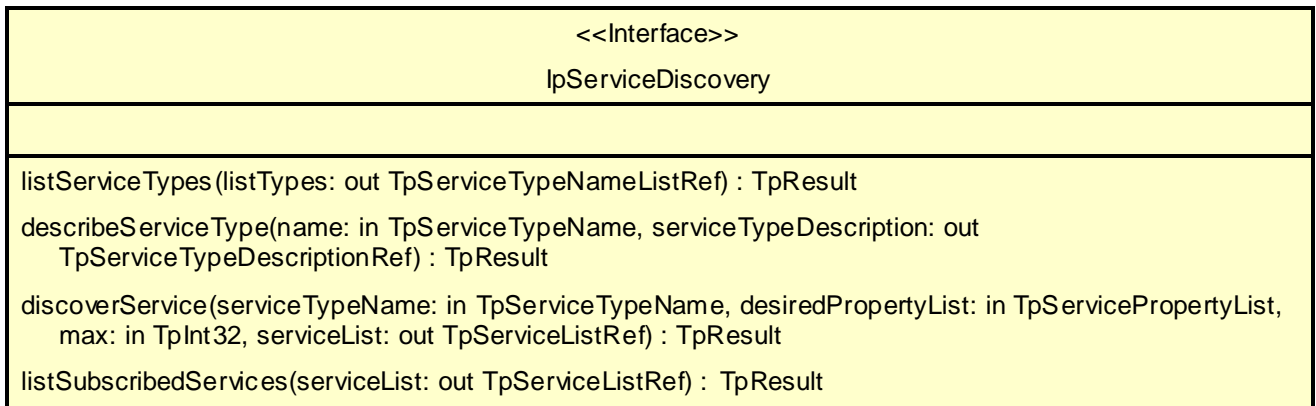 <<Interface>>
IpServiceDiscovery
listServiceTypes(listTypes: out TpServiceTypeNameListRef) : TpResult
describeServiceType(name: in TpServiceTypeName, serviceTypeDescription: out
TpServiceTypeDescriptionRef) : TpResult
discoverService(serviceTypeName: in TpServiceTypeName, desiredPropertyList: in TpServicePropertyList,
max: in TpInt32, serviceList: out TpServiceListRef) : TpResult
listSubscribedServices(serviceList: out TpServiceListRef) : TpResult